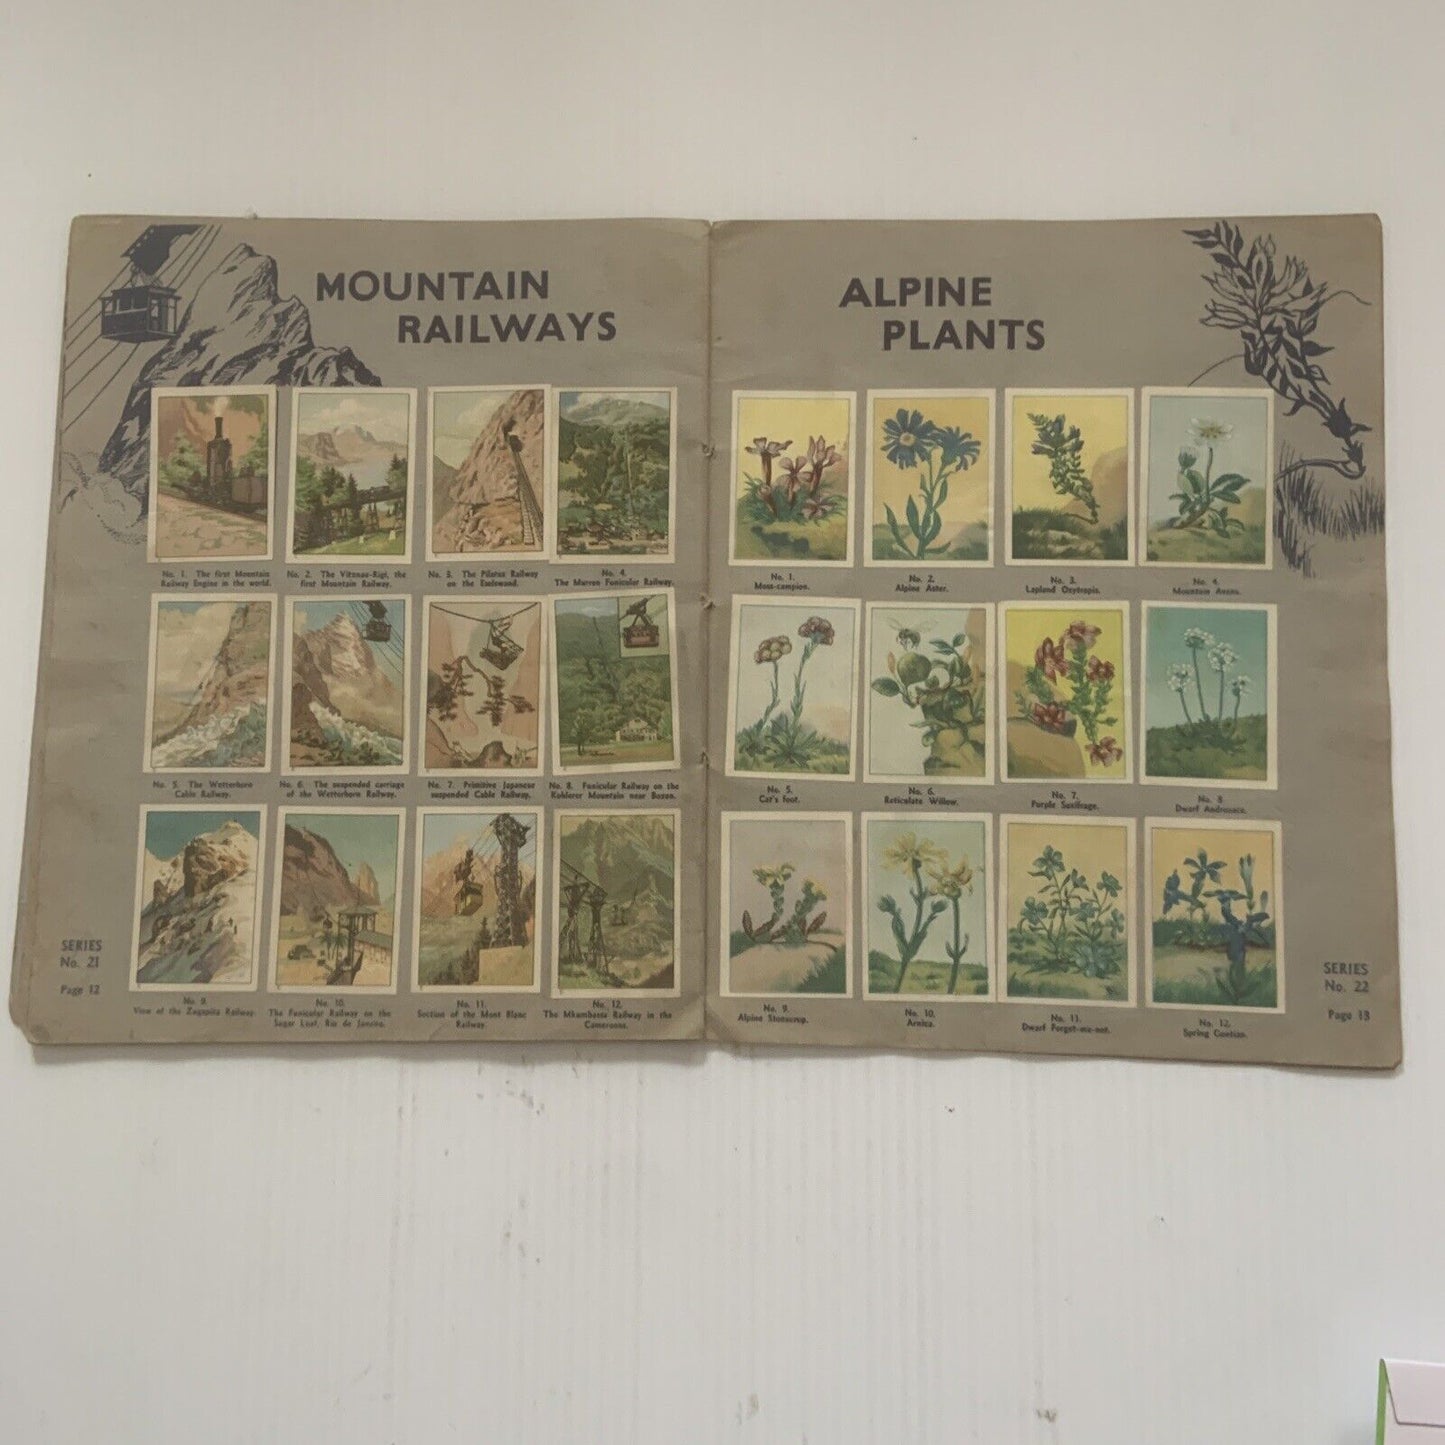 MOUNTAIN
RAILWAYS
No. 1. The first Mountain
Railway Engine in the world.
No. 2. The Vitznau-Rigi, the
first Mountain Railway.
No. 3. The Pilatus Railway
on the Eselswand.
No. 4.
The Murren Funicular Railway.
No. 5. The Wetterhorn
Cable Railway.
No. 6. The suspended carriage
of the Wetterhorn Railway.
No. 7. Primitive Japanese
suspended Cable Railway.
No. 8. Funicular Railway on the
Kohlerer Mountain near Bozen.
No. 9.
View of the Zugspitz Railway.
No. 10.
The Funicular Railway on the
Sugar Loaf, Rio de Janeiro.
No. 11.
Section of the Mont Blanc
Railway.
No. 12.
The Mkumbara Railway in the
Cameroons.
SERIES
No. 21
Page 12
ALPINE
PLANTS
No. 1.
Moss-campion.
No. 2.
Alpine Aster.
No. 3.
Lapland Oxytropis.
No. 4.
Mountain Avens.
No. 5.
Cat's foot.
No. 6.
Reticulate Willow.
No. 7.
Purple Saxifrage.
No. 8
Dwarf Androsace.
No. 9.
Alpine Stonecrop.
No. 10.
Arnica.
No. 11.
Dwarf Forget-me-not.
No. 12.
Spring Gentian.
SERIES
No. 22
Page 13